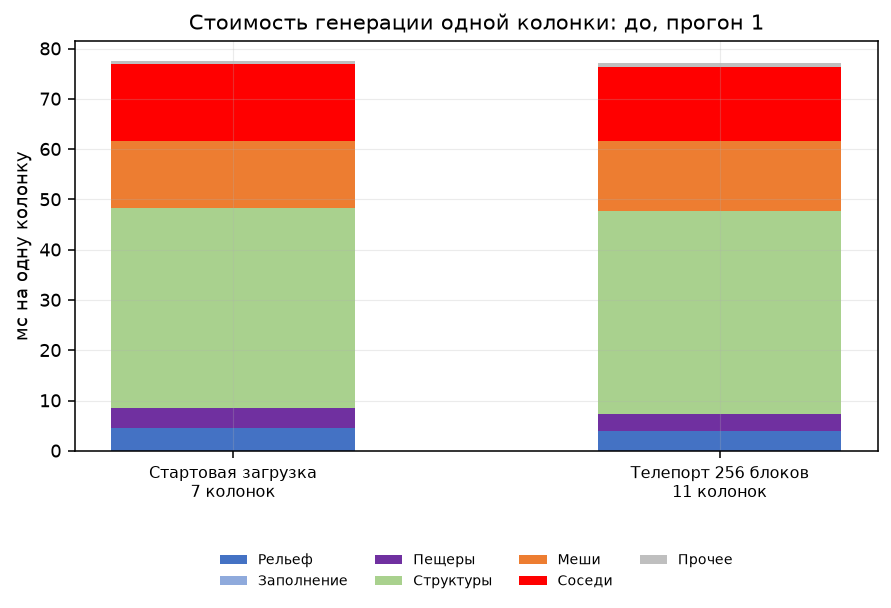 Стоимость генерации одной колонки: до, прогон 1
мс на одну колонку
80
70
60
50
40
30
20
10
0
Стартовая загрузка
7 колонок
Телепорт 256 блоков
11 колонок
Рельеф
Заполнение
Пещеры
Структуры
Меши
Соседи
Прочее